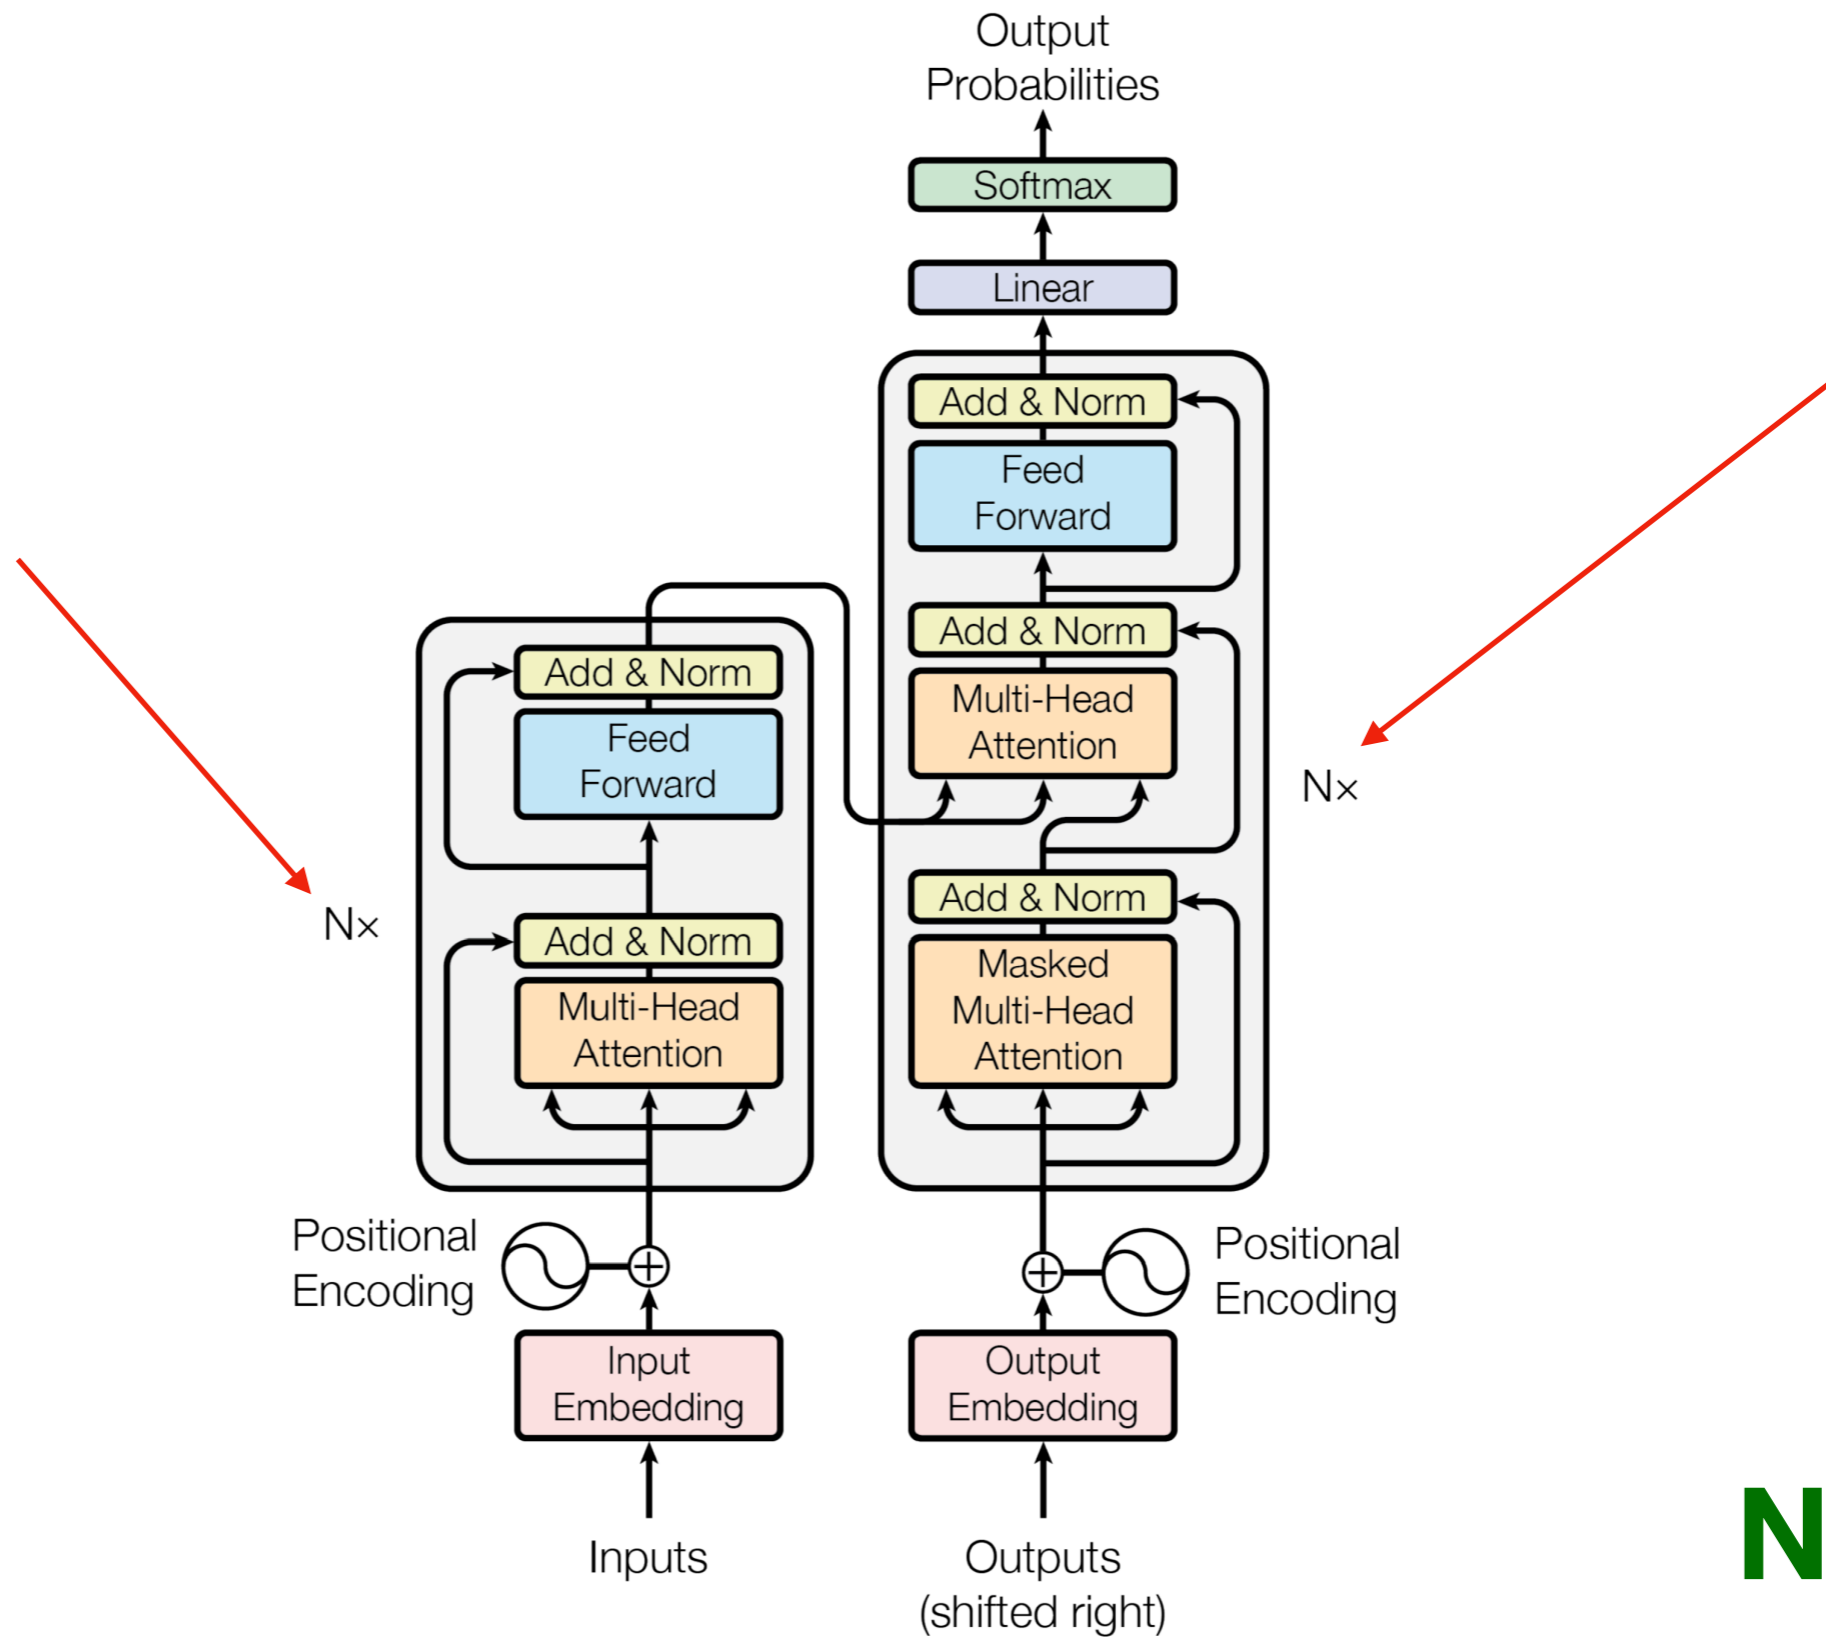 Output
Probabilities
Softmax
Linear
Add & Norm
Feed
Forward
Add & Norm
Multi-Head
Attention
Nx
Add & Norm
Masked
Multi-Head
Attention
Add & Norm
Feed
Forward
Nx
Add & Norm
Multi-Head
Attention
Positional
Encoding
Positional
Encoding
Input
Embedding
Output
Embedding
Inputs
Outputs
(shifted right)
N